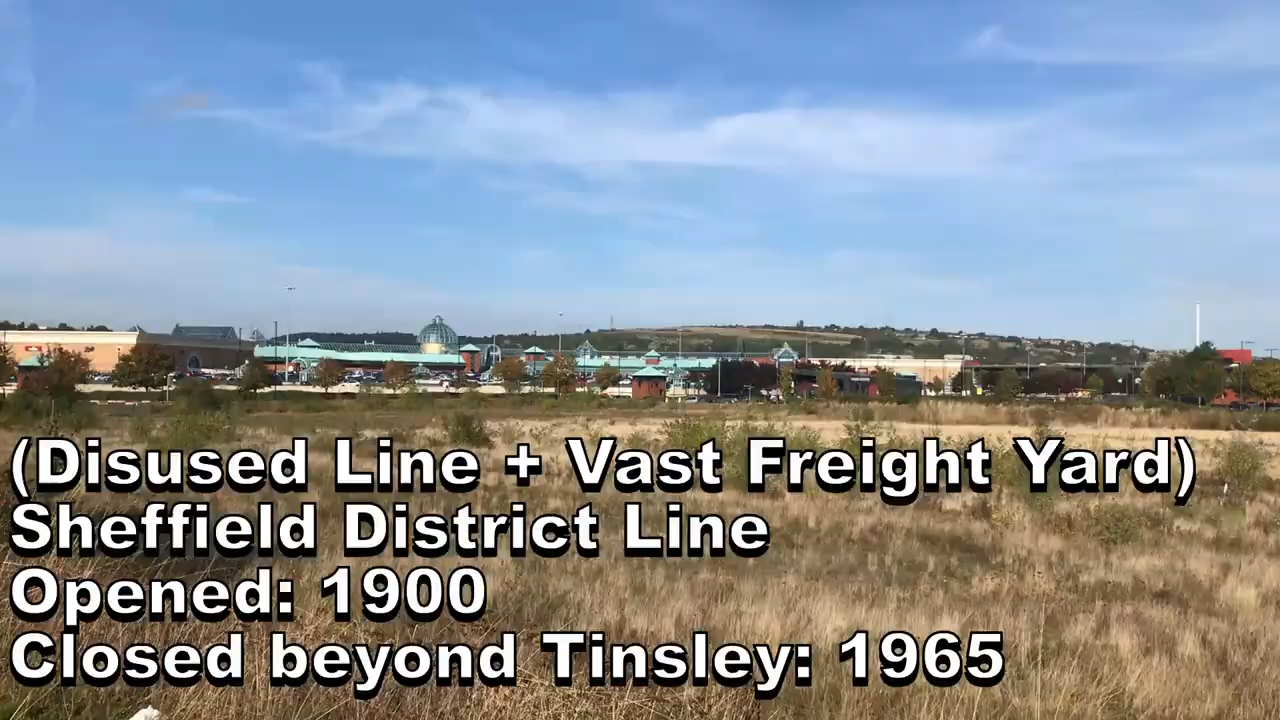 (Disused Line + Vast Freight Yard)
Sheffield District Line
Opened: 1900
Closed beyond Tinsley: 1965